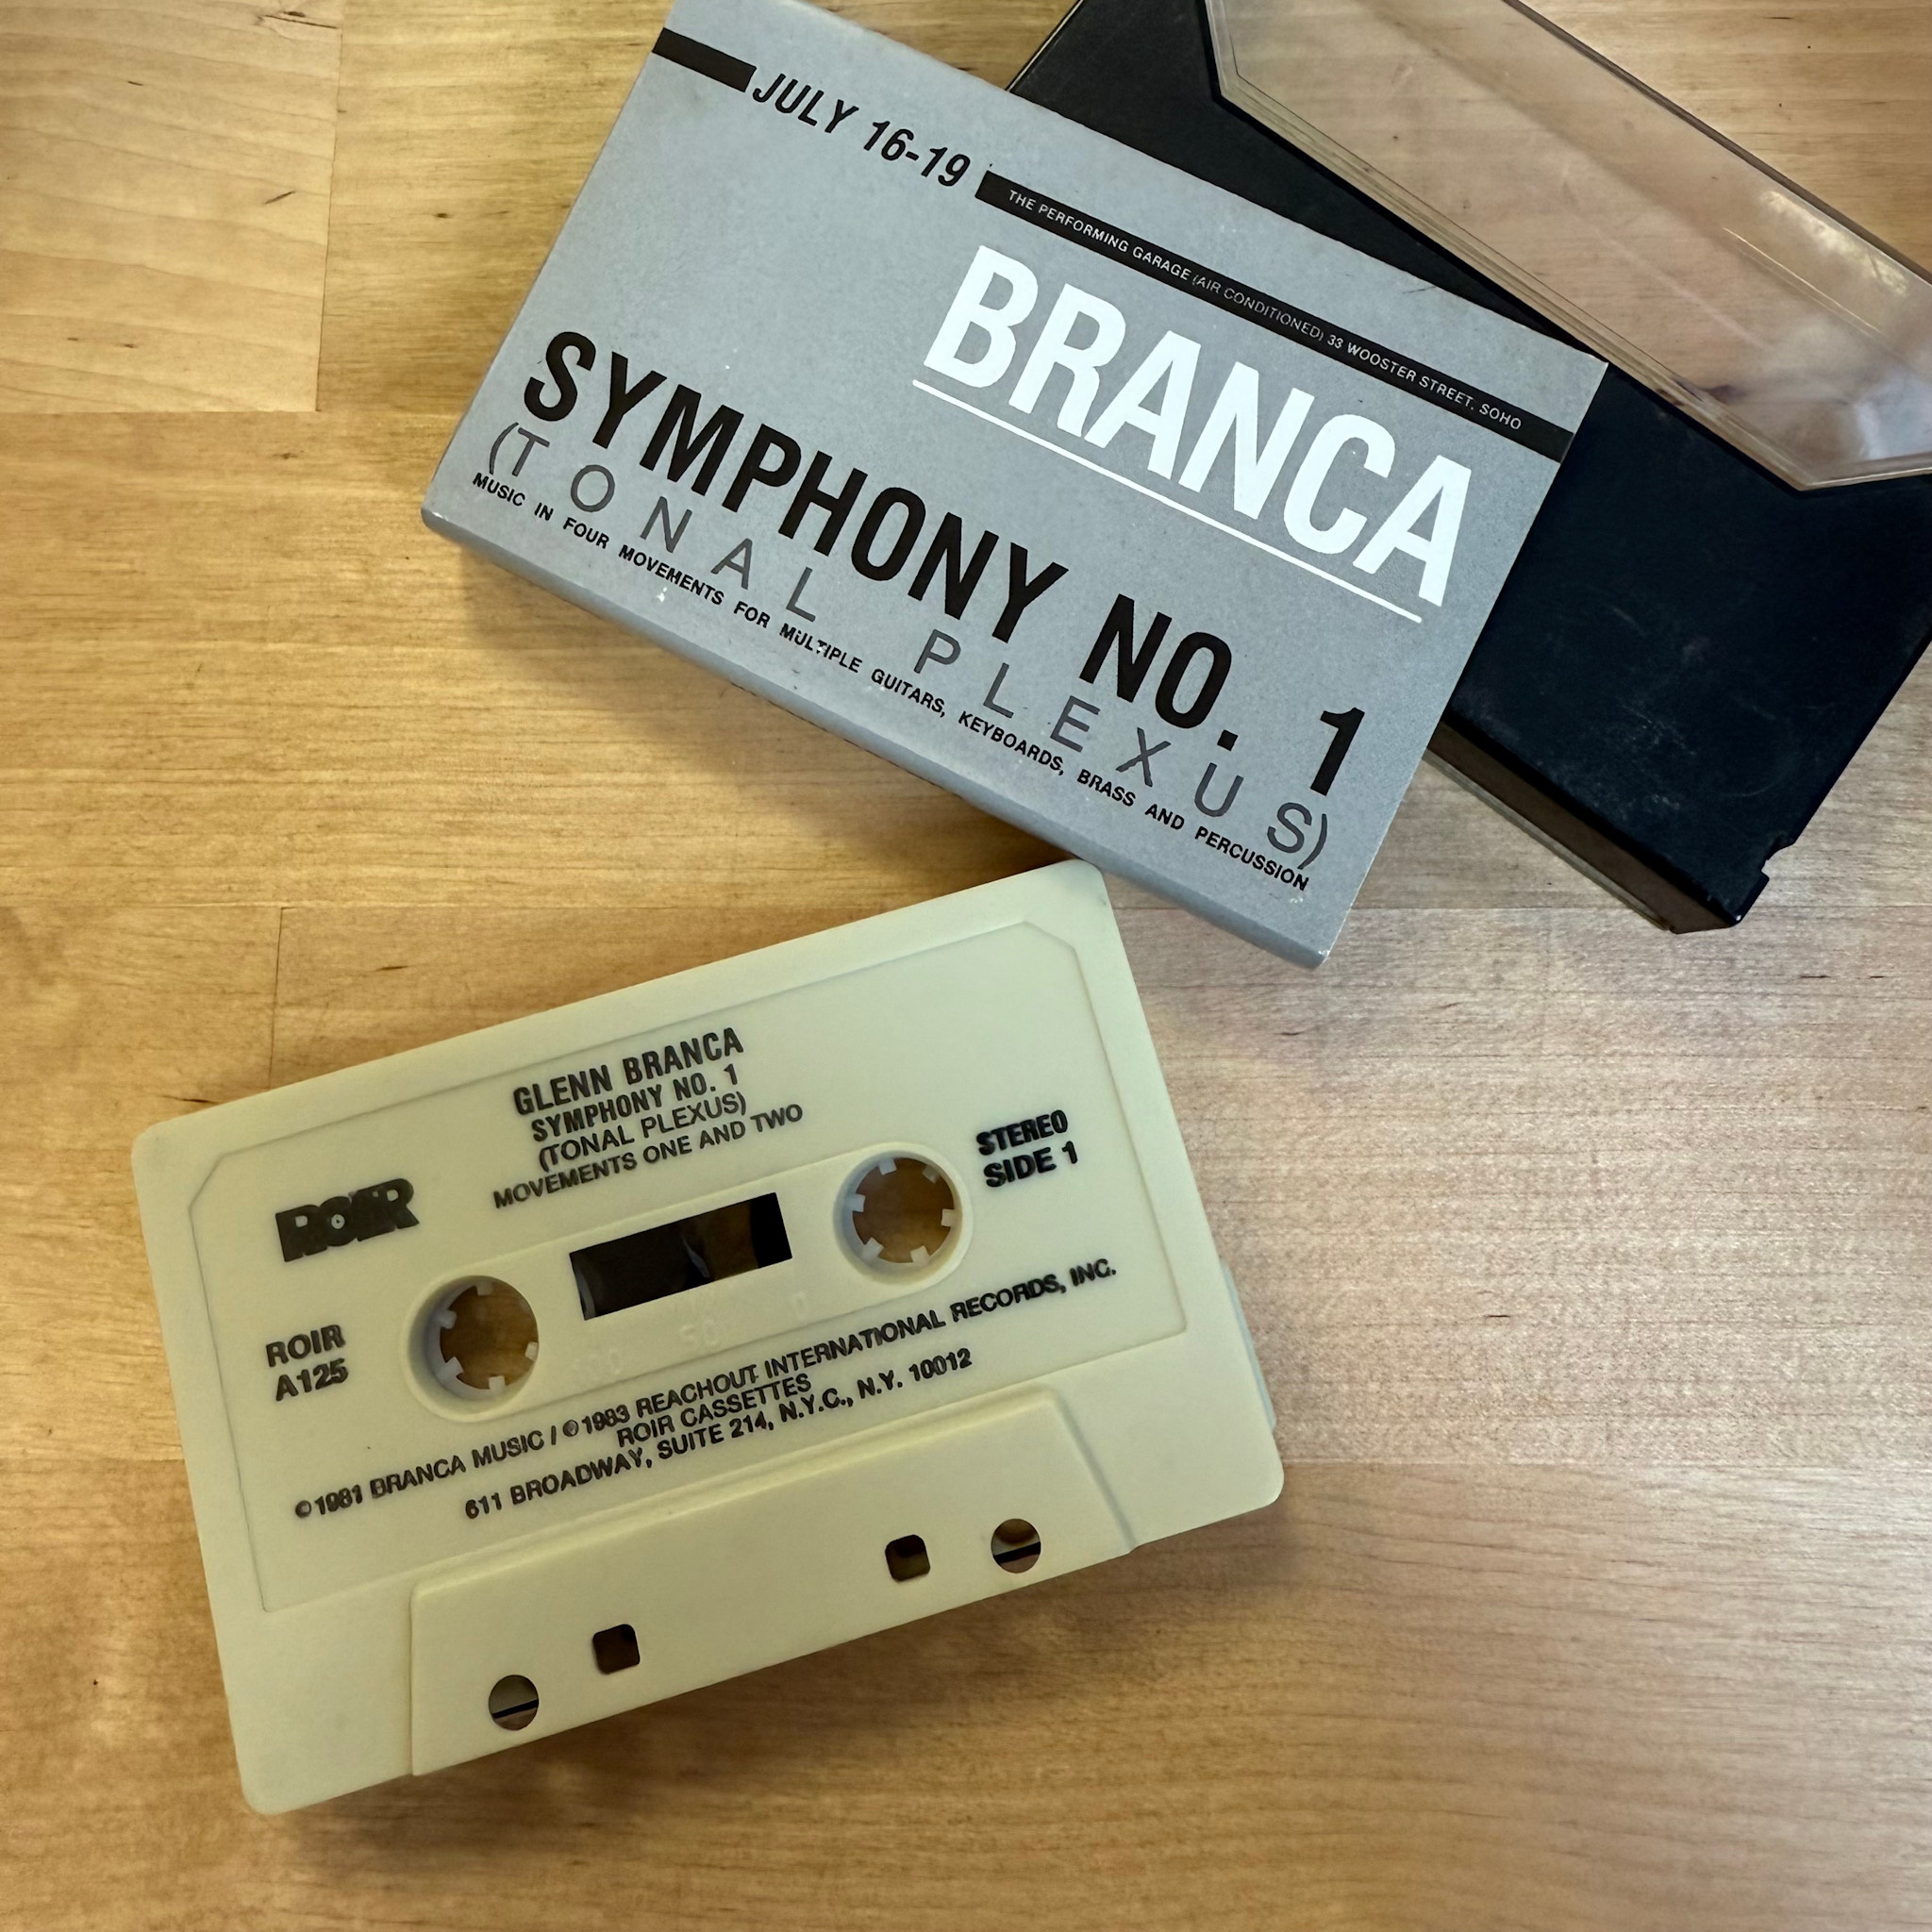 JULY 16-19
THE PERFORMING GARAGE (AIR CONDITIONED) 33 WOOSTER STREET. SOHO
BRANCA
SYMPHONY NO. 1
(TONAL PLEXUS)
MUSIC IN FOUR MOVEMENTS FOR MULTIPLE GUITARS, KEYBOARDS, BRASS AND PERCUSSION
GLENN BRANCA
SYMPHONY NO. 1
(TONAL PLEXUS)
MOVEMENTS ONE AND TWO
ROIR
STEREO
SIDE 1
ROIR
A125
50 0
©1981 BRANCA MUSIC / ℗1983 REACHOUT INTERNATIONAL RECORDS, INC.
ROIR CASSETTES
611 BROADWAY, SUITE 214, N.Y.C., N.Y. 10012